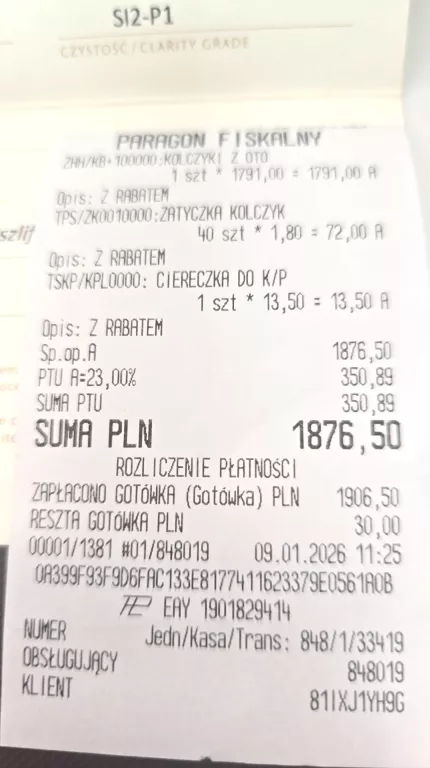 SI2-P1
CZYSTOŚĆ/CLARITY GRADE
PARAGON FISKALNY
ZHH/KB+100000:KOLCZYKI Z OTO
1 szt * 1791,00 = 1791,00 A
Opis: Z RABATEM
TPS/ZK0010000:ZATYCZKA KOLCZYK
40 szt * 1,80 = 72,00 A
Opis: Z RABATEM
TSKP/KPL0000: CIERECZKA DO K/P
1 szt * 13,50 = 13,50 A
Opis: Z RABATEM
Sp.op.A 1876,50
PTU A=23,00% 350,89
SUMA PTU 350,89
SUMA PLN 1876,50
ROZLICZENIE PŁATNOŚCI
ZAPŁACONO GOTÓWKA (Gotówka) PLN 1906,50
RESZTA GOTÓWKA PLN 30,00
00001/1381 #01/848019 09.01.2026 11:25
0A399F93F9D6FAC133E8177411623379E0561A0B
EAY 1901829414
NUMER Jedn/Kasa/Trans: 848/1/33419
OBSŁUGUJĄCY 848019
KLIENT 81IXJ1YH9G
szlif